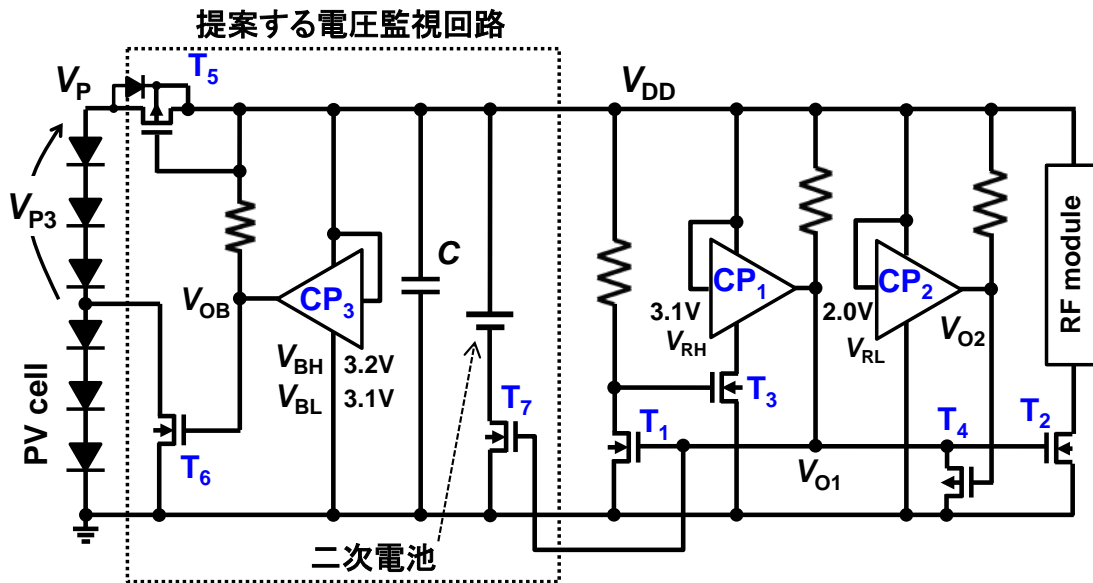 提案する電圧監視回路
VP
T5
VDD
VP3
C
CP3
CP1
CP2
VOB
3.1V
VRH
2.0V
VRL
VO2
RF module
VBH 3.2V
VBL 3.1V
T7
T3
T1
T4
T2
PV cell
T6
VO1
二次電池